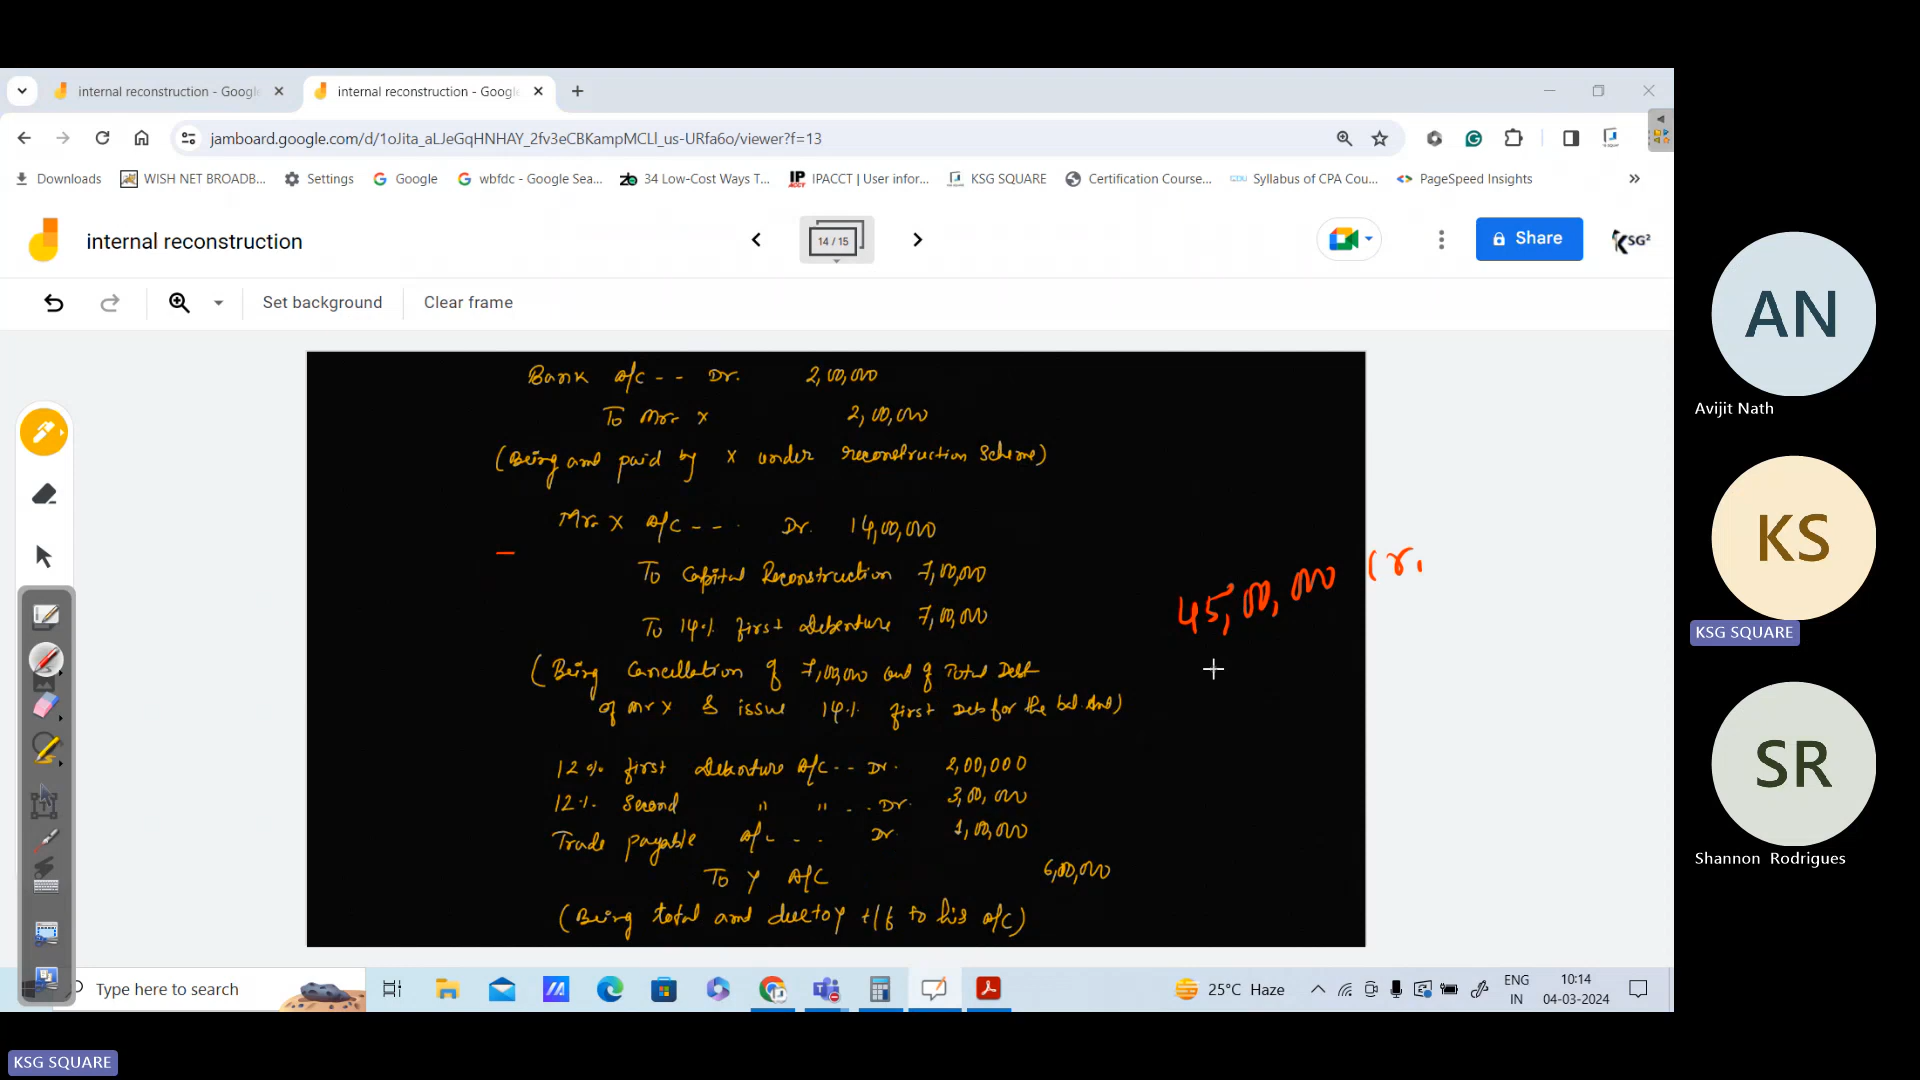 internal reconstruction - Google
internal reconstruction - Google
jamboard.google.com/d/1oJita_aLJeGqHNHAY_2fv3eCBKampMCLl_us-URfa6o/viewer?f=13
Downloads WISH NET BROADB... Settings Google wbfdc - Google Sea... 34 Low-Cost Ways T... IPACCT | User infor... KSG SQUARE Certification Course... Syllabus of CPA Cou... PageSpeed Insights »
internal reconstruction
14 / 15
Share
KSG²
Set background Clear frame
Bank A/C -- Dr. 2,00,000
To Mr. X 2,00,000
(Being amt paid by X under reconstruction Scheme)
Mr. X A/C --- Dr. 14,00,000
To Capital Reconstruction 7,00,000
To 14% first Debenture 7,00,000
(Being Cancellation of 7,00,000 out of Total Debt
of Mr X & issue 14% first Deb for the bal. Amt)
12% first Debenture A/C -- Dr. 2,00,000
12% Second " " -- Dr. 3,00,000
Trade payable A/C -- Dr. 1,00,000
To Y A/C 6,00,000
(Being total amt due to Y t/f to his A/C)
45,00,000 (r.
AN
Avijit Nath
KS
KSG SQUARE
SR
Shannon Rodrigues
Type here to search
25°C Haze
ENG
IN
10:14
04-03-2024
KSG SQUARE